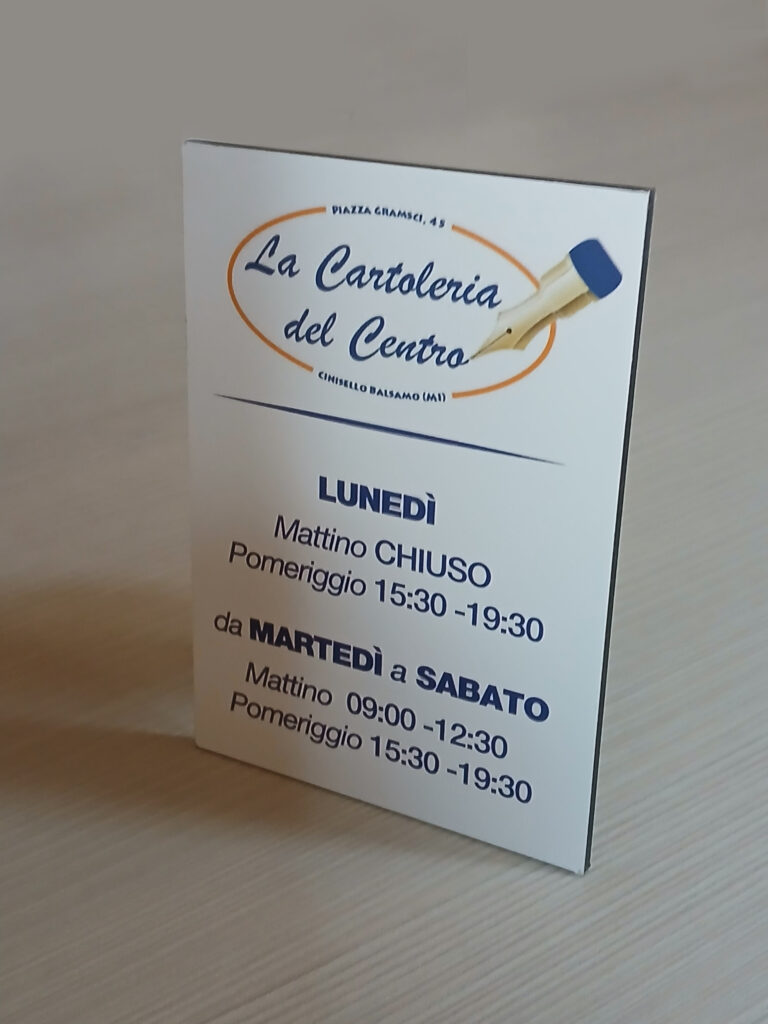 PIAZZA GRAMSCI, 45
La Cartoleria
del Centro
CINISELLO BALSAMO (MI)
LUNEDÌ
Mattino CHIUSO
Pomeriggio 15:30 -19:30
da MARTEDÌ a SABATO
Mattino 09:00 -12:30
Pomeriggio 15:30 -19:30